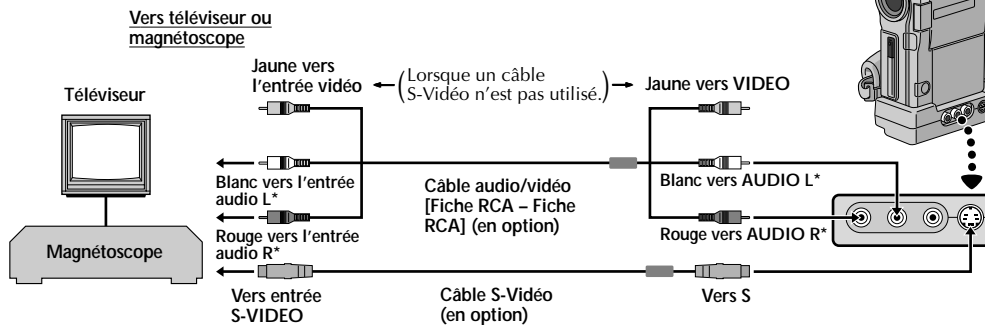 Vers téléviseur ou
magnétoscope
Téléviseur
Jaune vers
l'entrée vidéo
(Lorsque un câble
S-Vidéo n'est pas utilisé.)
Jaune vers VIDEO
Blanc vers l'entrée
audio L*
Câble audio/vidéo
[Fiche RCA – Fiche
RCA] (en option)
Blanc vers AUDIO L*
Rouge vers l'entrée
audio R*
Rouge vers AUDIO R*
Magnétoscope
Vers entrée
S-VIDEO
Câble S-Vidéo
(en option)
Vers S